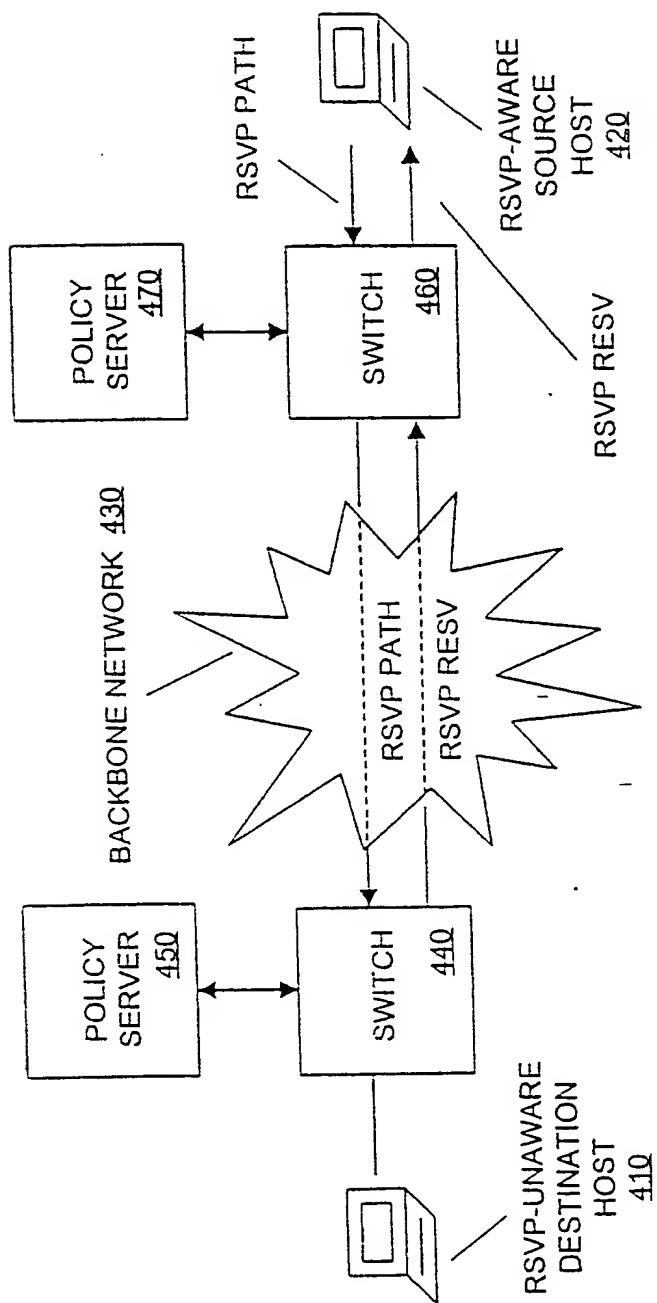 POLICY
SERVER
450
BACKBONE NETWORK 430
POLICY
SERVER
470
SWITCH
440
RSVP PATH
RSVP RESV
SWITCH
460
RSVP PATH
RSVP-UNAWARE
DESTINATION
HOST
410
RSVP RESV
RSVP-AWARE
SOURCE
HOST
420